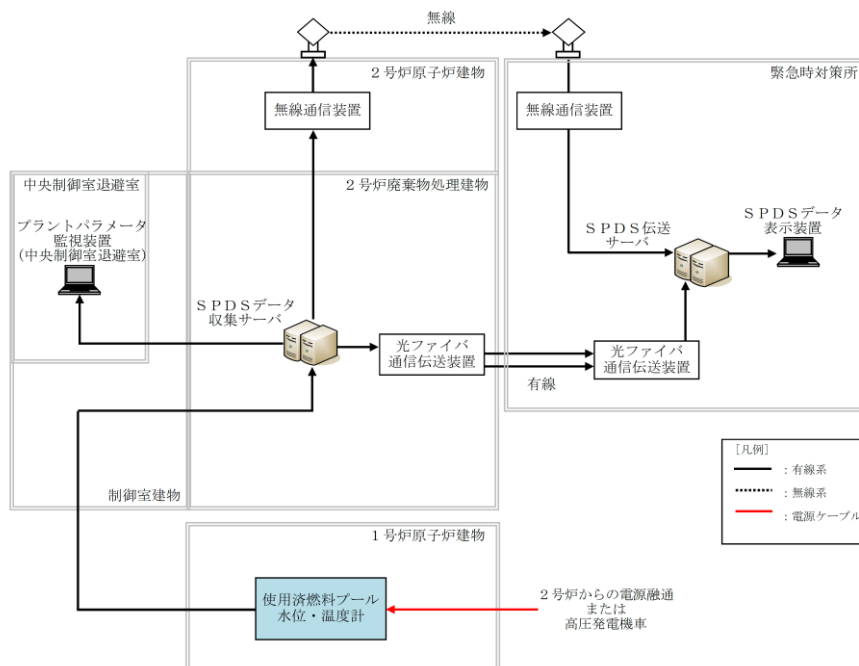 無線
２号炉原子炉建物
緊急時対策所
無線通信装置
無線通信装置
中央制御室退避室
２号炉廃棄物処理建物
プラントパラメータ
監視装置
(中央制御室退避室)
ＳＰＤＳ伝送
サーバ
ＳＰＤＳデータ
表示装置
ＳＰＤＳデータ
収集サーバ
光ファイバ
通信伝送装置
光ファイバ
通信伝送装置
有線
制御室建物
［凡例］
：有線系
：無線系
：電源ケーブル
１号炉原子炉建物
使用済燃料プール
水位・温度計
２号炉からの電源融通
または
高圧発電機車